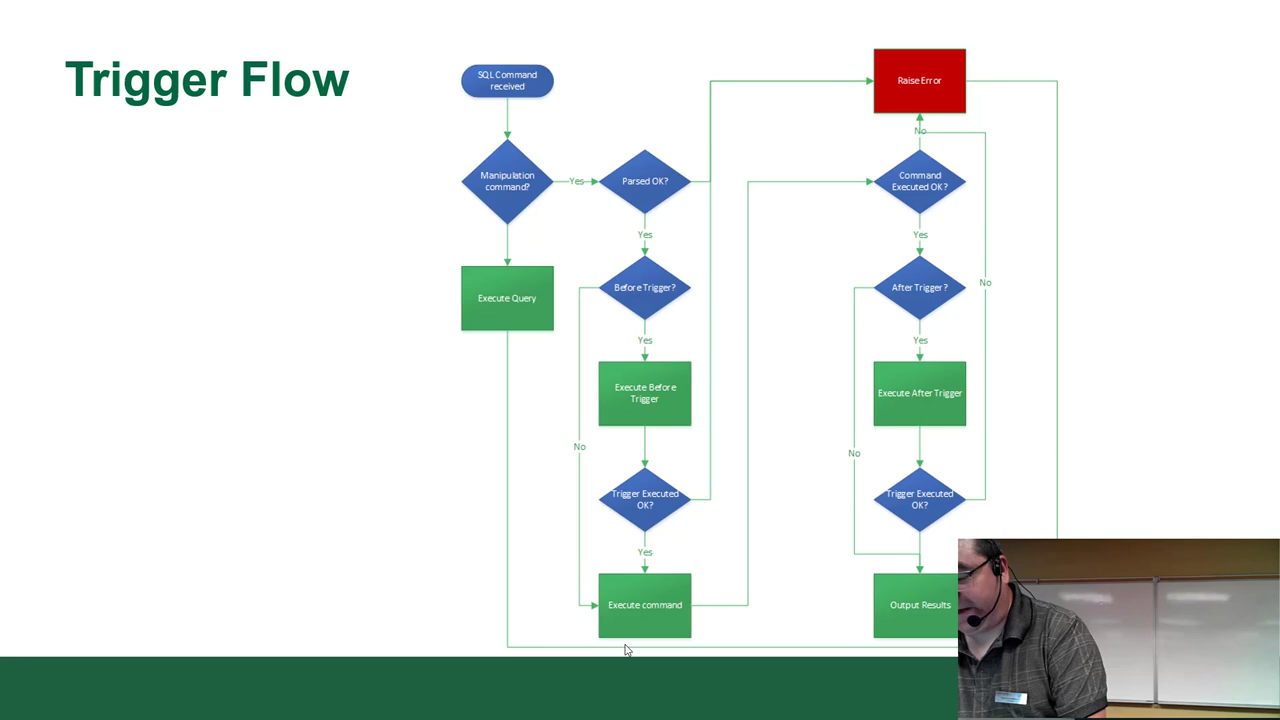 Trigger Flow
SQL Command
received
Manipulation
command?
Yes
Execute Query
Parsed OK?
Yes
Before Trigger?
Yes
Execute Before
Trigger
No
Trigger Executed
OK?
Yes
Execute command
Raise Error
No
Command
Executed OK?
Yes
After Trigger?
No
Yes
Execute After Trigger
No
Trigger Executed
OK?
Output Results